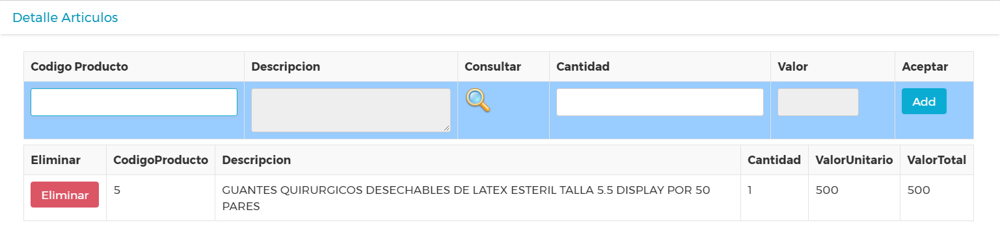 Detalle Articulos
Codigo Producto Descripcion Consultar Cantidad Valor Aceptar
Add
Eliminar CodigoProducto Descripcion Cantidad ValorUnitario ValorTotal
Eliminar 5 GUANTES QUIRURGICOS DESECHABLES DE LATEX ESTERIL TALLA 5.5 DISPLAY POR 50 1 500 500
PARES